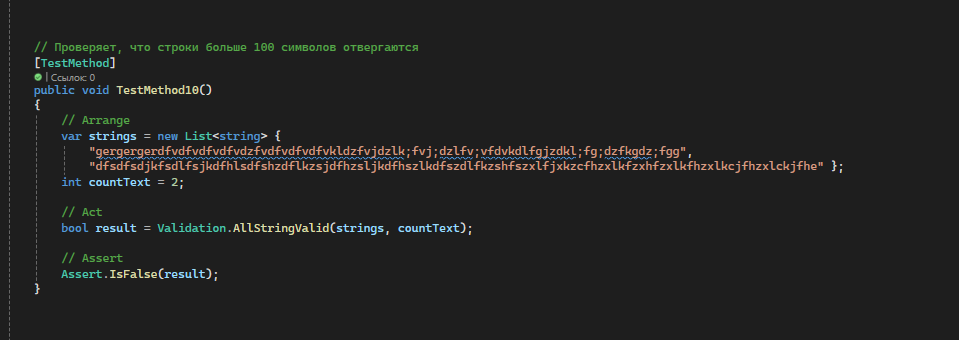 // Проверяет, что строки больше 100 символов отвергаются
[TestMethod]
| Ссылок: 0
public void TestMethod10()
{
// Arrange
var strings = new List<string> {
"gergergerdfvdfvdfvdfvdzfvdfvdfvdfvkldzfvjdzlk;fvj;dzlfv;vfdvkdlfgjzdkl;fg;dzfkgdz;fgg",
"dfsdfsdjkfsdlfsjkdfhlsdfshzdflkzsjdfhzsljkdfhszlkdfszdlfkzshfszxlfjxkzcfhzxlkfzxhfzxlkfhzxlkcjfhzxlckjfhe" };
int countText = 2;
// Act
bool result = Validation.AllStringValid(strings, countText);
// Assert
Assert.IsFalse(result);
}